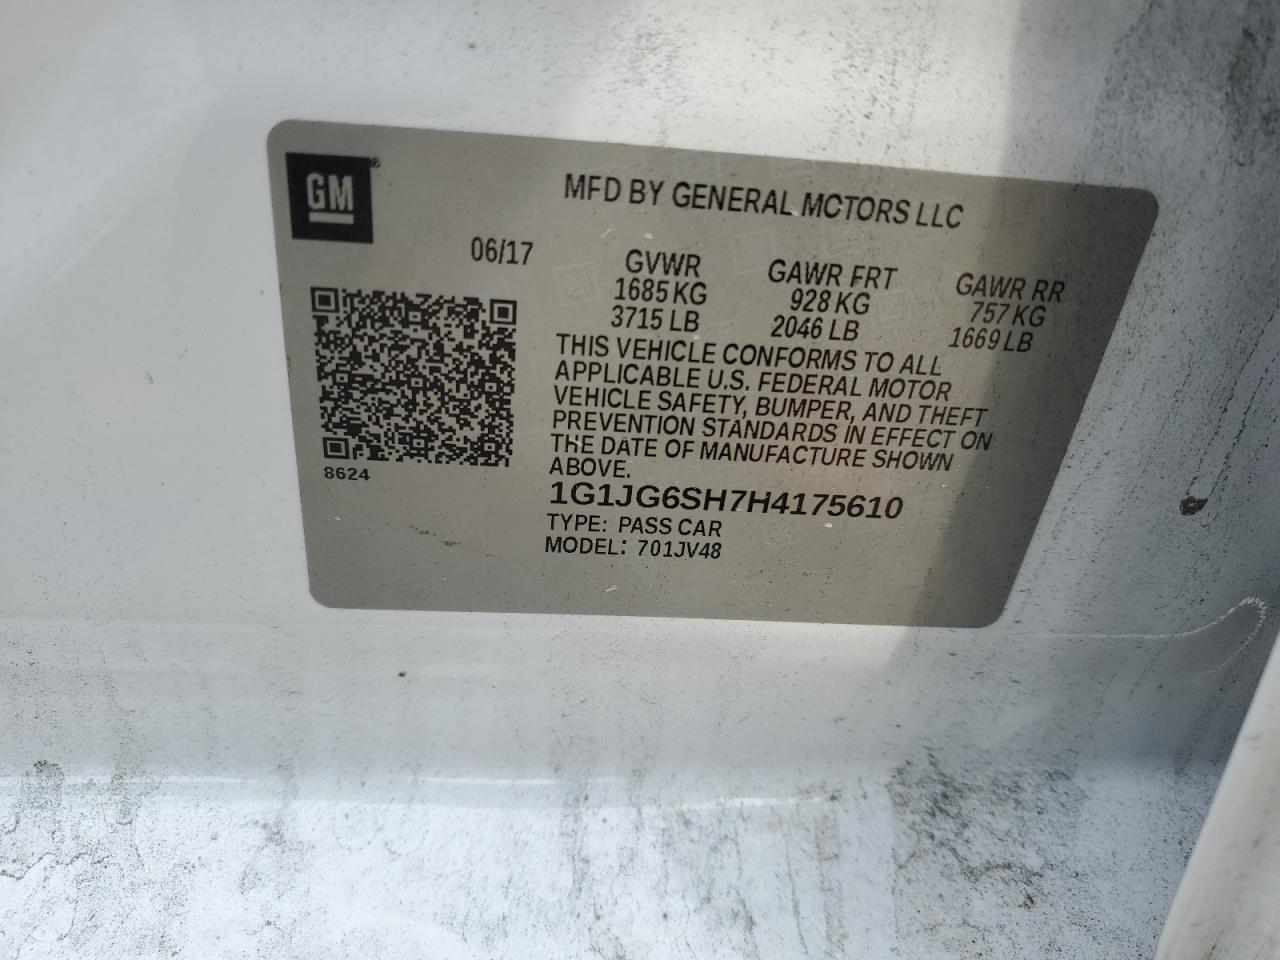 GM®
MFD BY GENERAL MOTORS LLC
06/17
GVWR GAWR FRT GAWR RR
1685 KG 928 KG 757 KG
3715 LB 2046 LB 1669 LB
THIS VEHICLE CONFORMS TO ALL
APPLICABLE U.S. FEDERAL MOTOR
VEHICLE SAFETY, BUMPER, AND THEFT
PREVENTION STANDARDS IN EFFECT ON
THE DATE OF MANUFACTURE SHOWN
ABOVE.
8624
1G1JG6SH7H4175610
TYPE: PASS CAR
MODEL: 701JV48